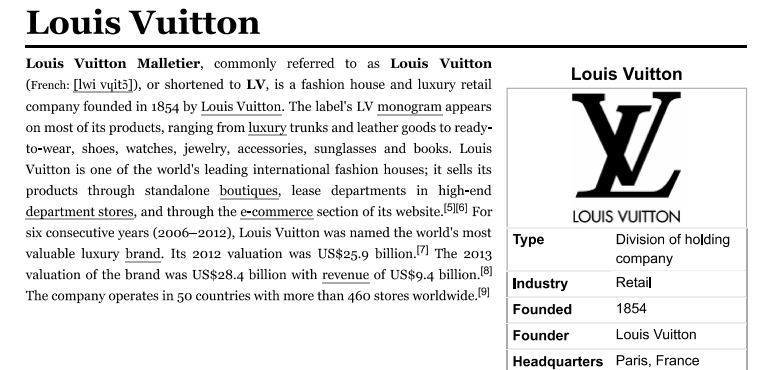 Louis Vuitton
Louis Vuitton Malletier, commonly referred to as Louis Vuitton
(French: [lwi vɥitɔ̃]), or shortened to LV, is a fashion house and luxury retail
company founded in 1854 by Louis Vuitton. The label's LV monogram appears
on most of its products, ranging from luxury trunks and leather goods to ready-
to-wear, shoes, watches, jewelry, accessories, sunglasses and books. Louis
Vuitton is one of the world's leading international fashion houses; it sells its
products through standalone boutiques, lease departments in high-end
department stores, and through the e-commerce section of its website.[5][6] For
six consecutive years (2006–2012), Louis Vuitton was named the world's most
valuable luxury brand. Its 2012 valuation was US$25.9 billion.[7] The 2013
valuation of the brand was US$28.4 billion with revenue of US$9.4 billion.[8]
The company operates in 50 countries with more than 460 stores worldwide.[9]
Louis Vuitton
LV
LOUIS VUITTON
Type Division of holding
company
Industry Retail
Founded 1854
Founder Louis Vuitton
Headquarters Paris, France